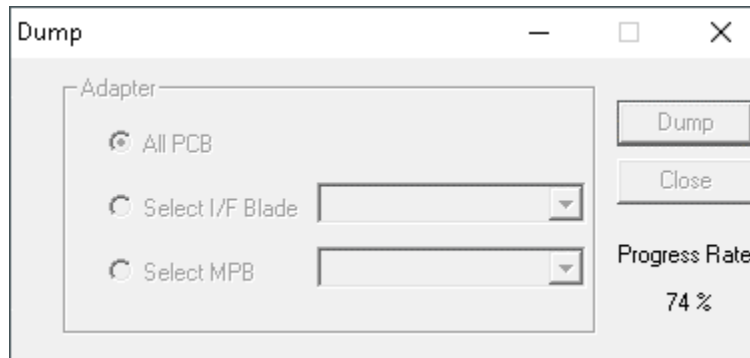 Dump
Adapter
All PCB
Dump
Select I/F Blade
Close
Select MPB
Progress Rate
74 %